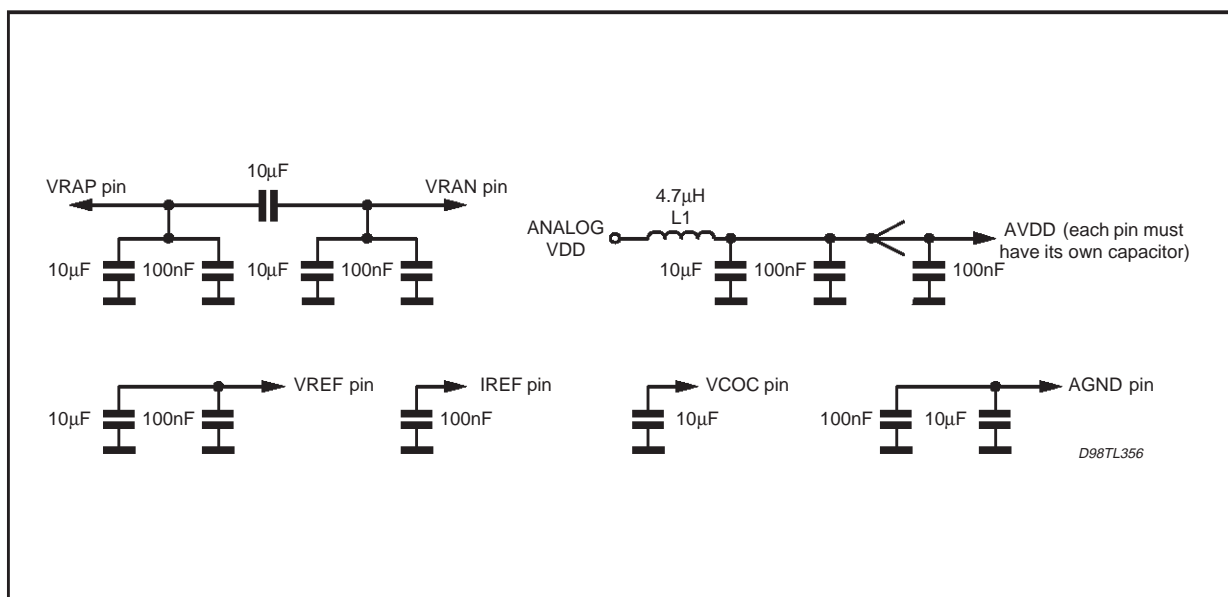 10µF
VRAP pin
VRAN pin
10µF
100nF
10µF
100nF
4.7µH
L1
ANALOG
VDD
AVDD (each pin must
have its own capacitor)
10µF
100nF
100nF
VREF pin
10µF
100nF
IREF pin
100nF
VCOC pin
10µF
AGND pin
100nF
10µF
D98TL356